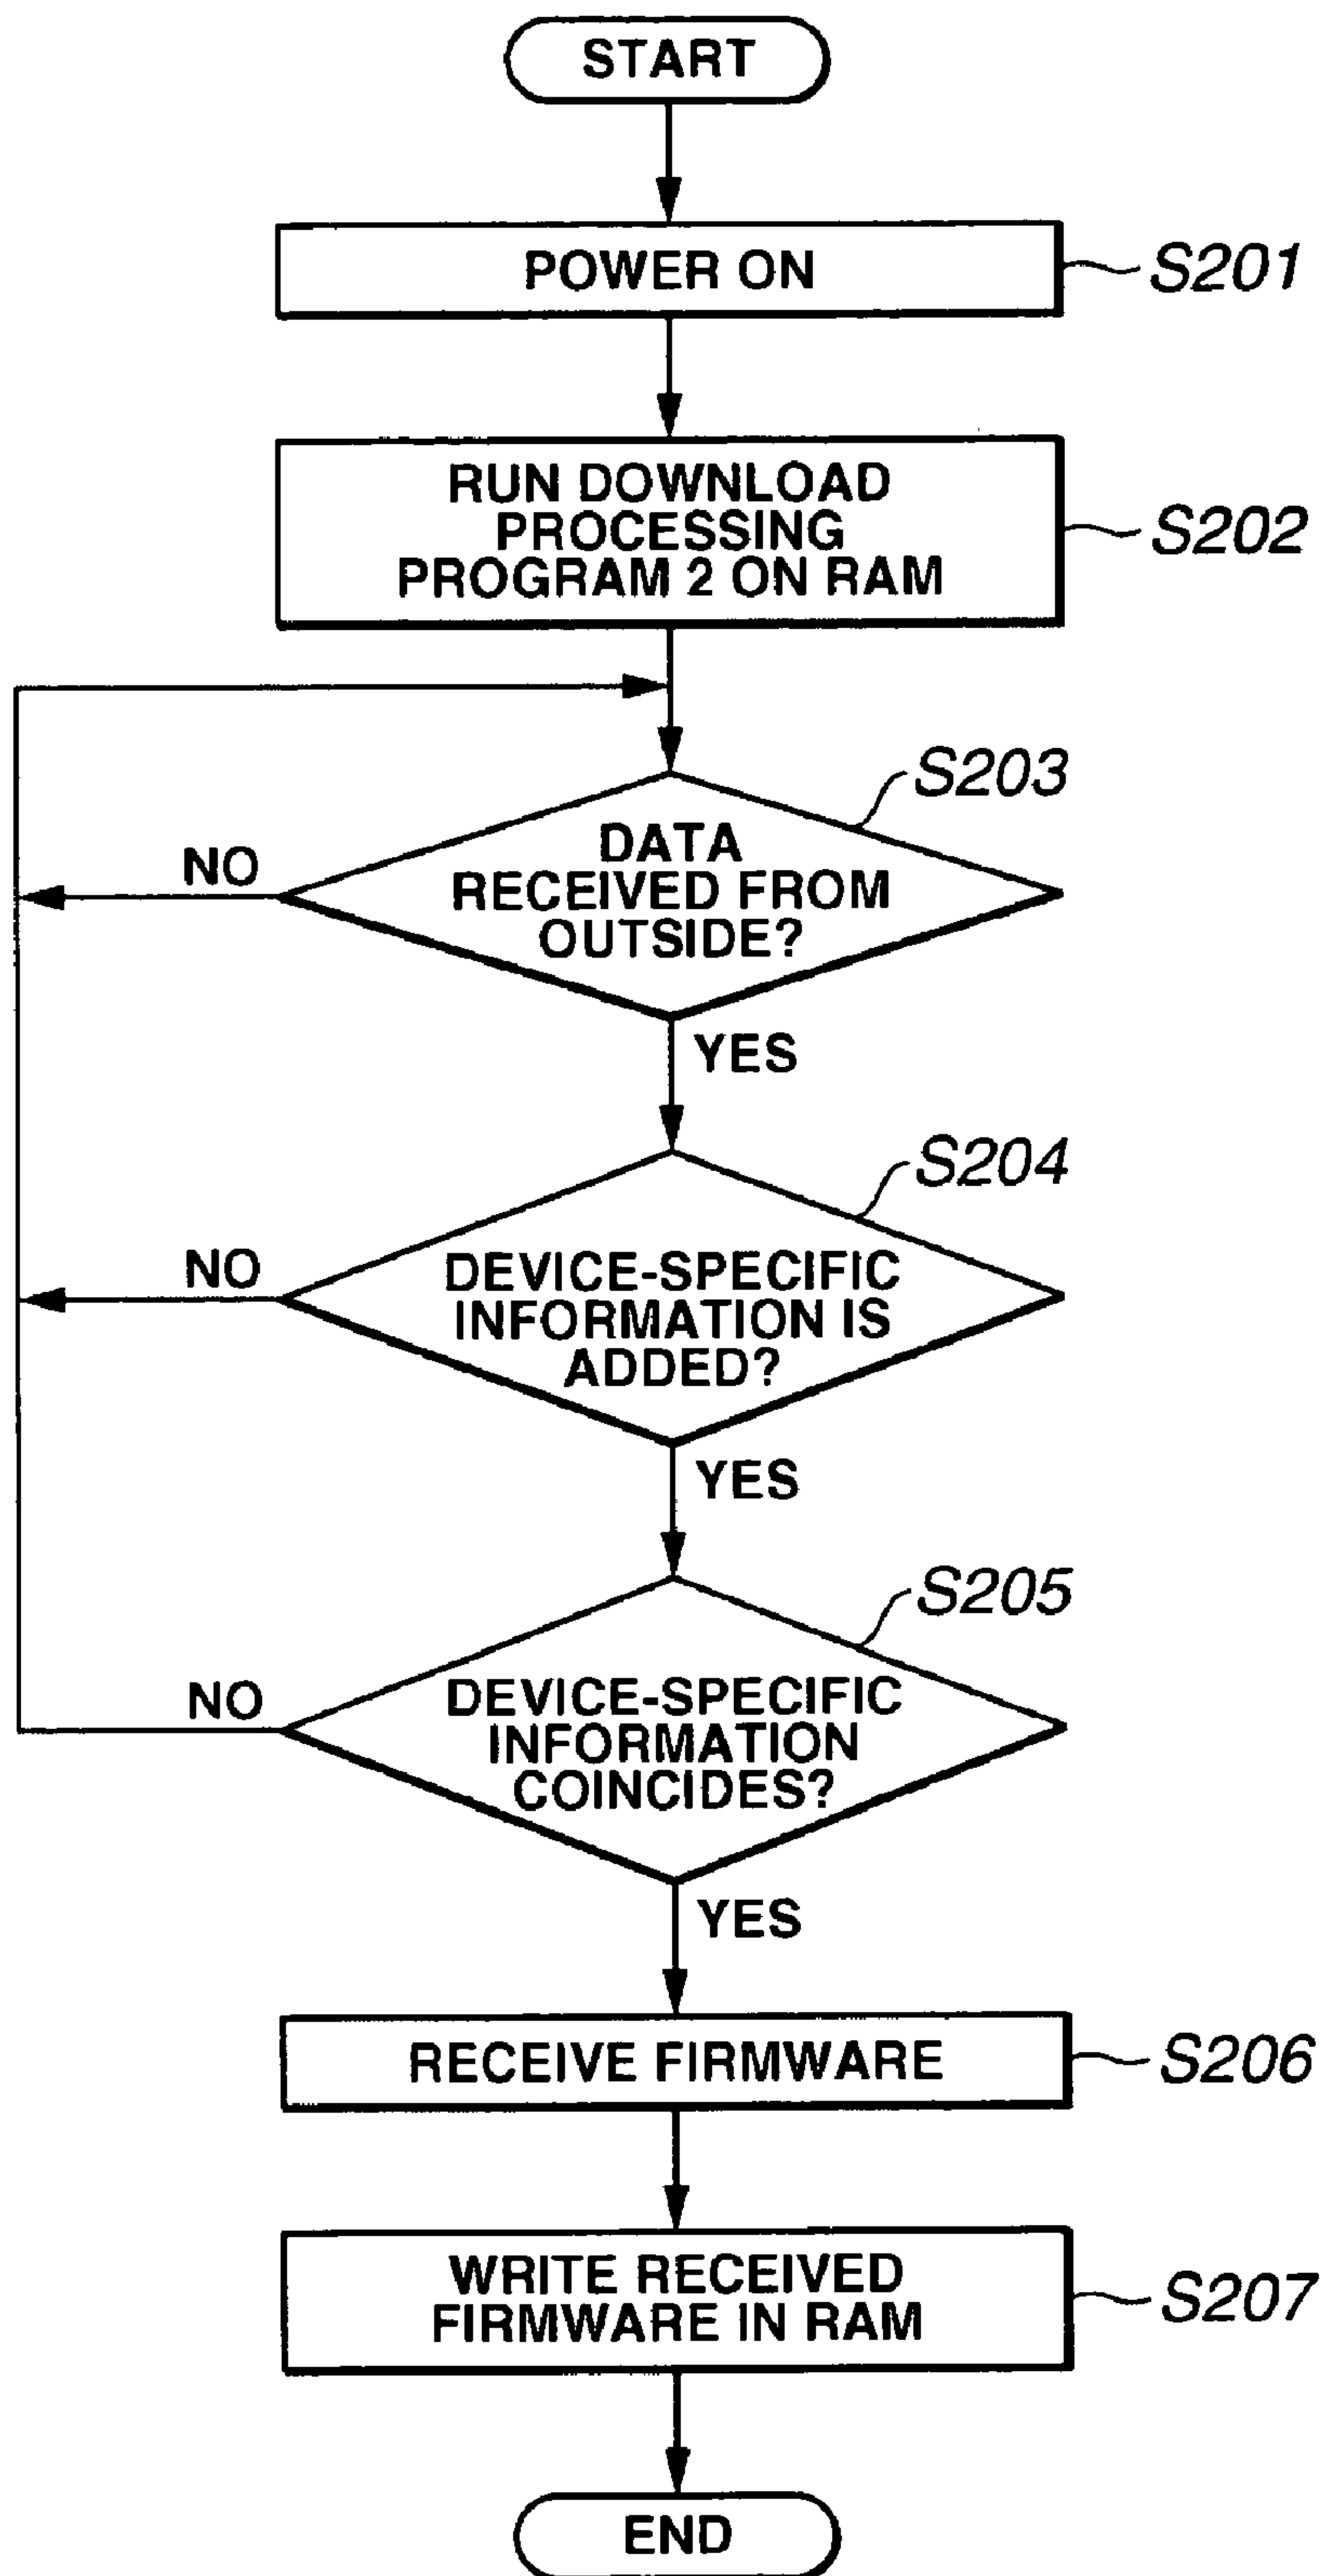 START
POWER ON
S201
RUN DOWNLOAD
PROCESSING
PROGRAM 2 ON RAM
S202
S203
DATA
RECEIVED FROM
OUTSIDE?
NO
YES
S204
DEVICE-SPECIFIC
INFORMATION IS
ADDED?
NO
YES
S205
DEVICE-SPECIFIC
INFORMATION
COINCIDES?
NO
YES
RECEIVE FIRMWARE
S206
WRITE RECEIVED
FIRMWARE IN RAM
S207
END